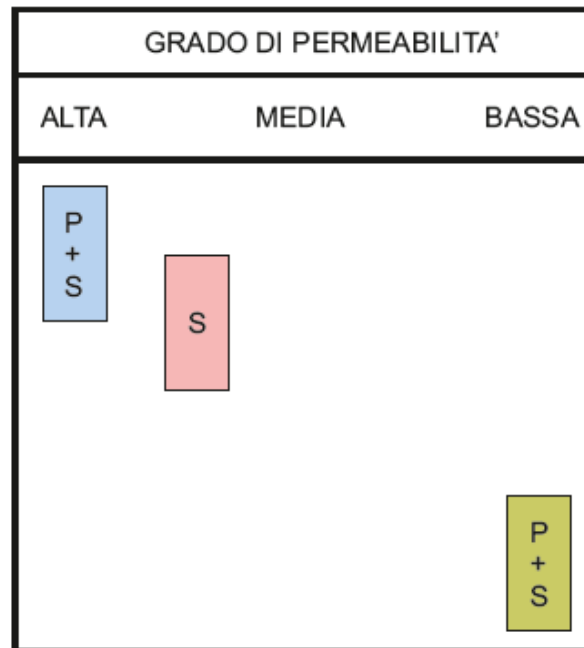 GRADO DI PERMEABILITA'
ALTA MEDIA BASSA
P
+
S
S
P
+
S